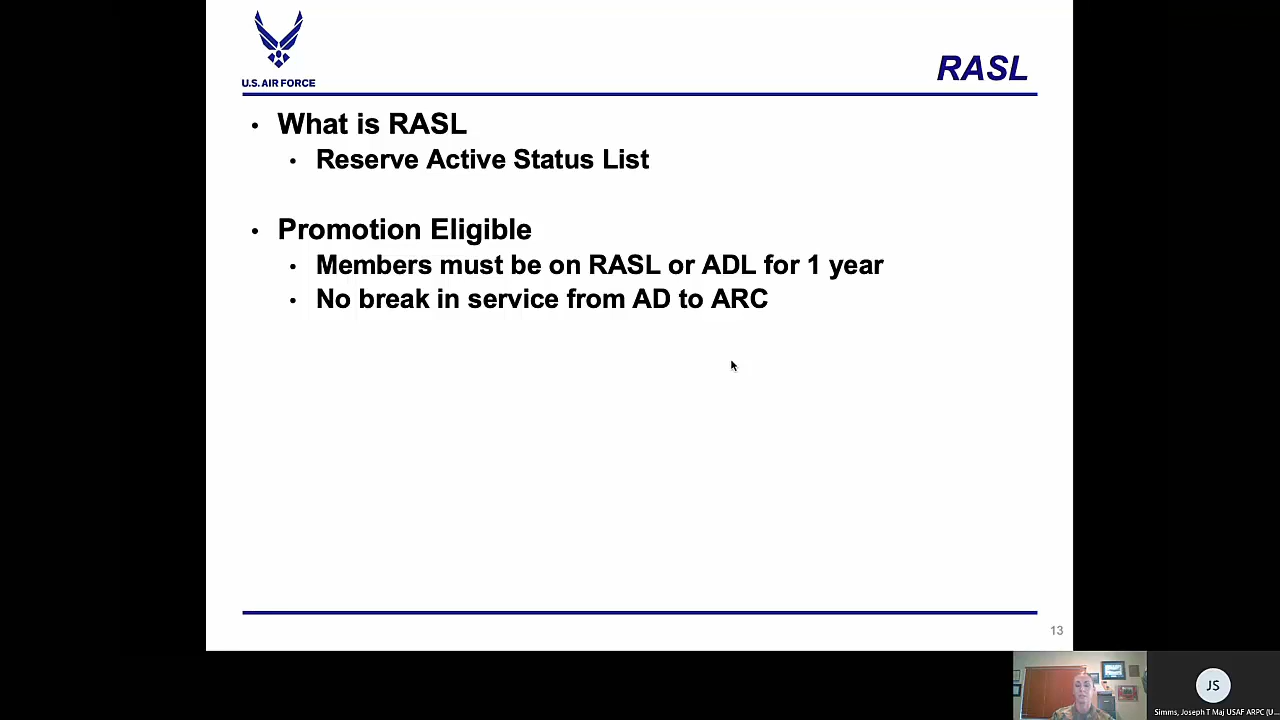 U.S. AIR FORCE
RASL
• What is RASL
• Reserve Active Status List
• Promotion Eligible
• Members must be on RASL or ADL for 1 year
• No break in service from AD to ARC
13
JS
Simms, Joseph T Maj USAF ARPC (U...